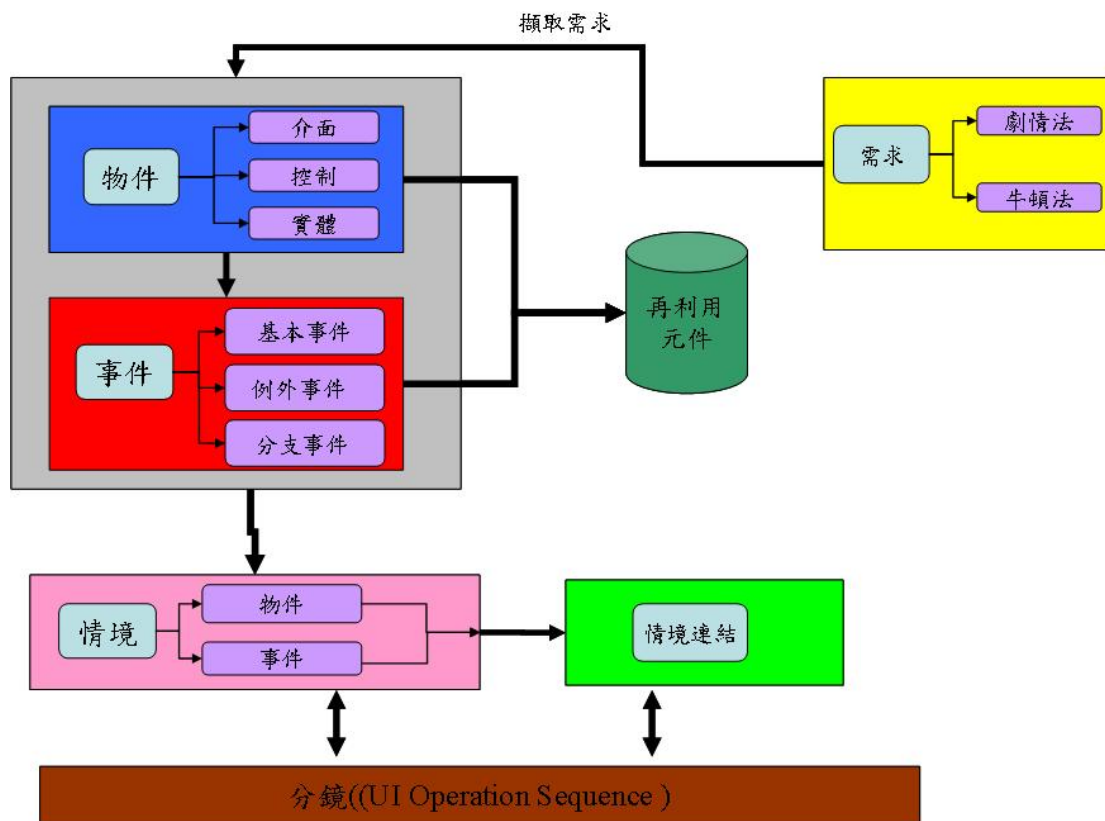 擷取需求
物件
介面
控制
實體
需求
劇情法
牛頓法
事件
基本事件
例外事件
分支事件
再利用
元件
情境
物件
事件
情境連結
分鏡((UI Operation Sequence )